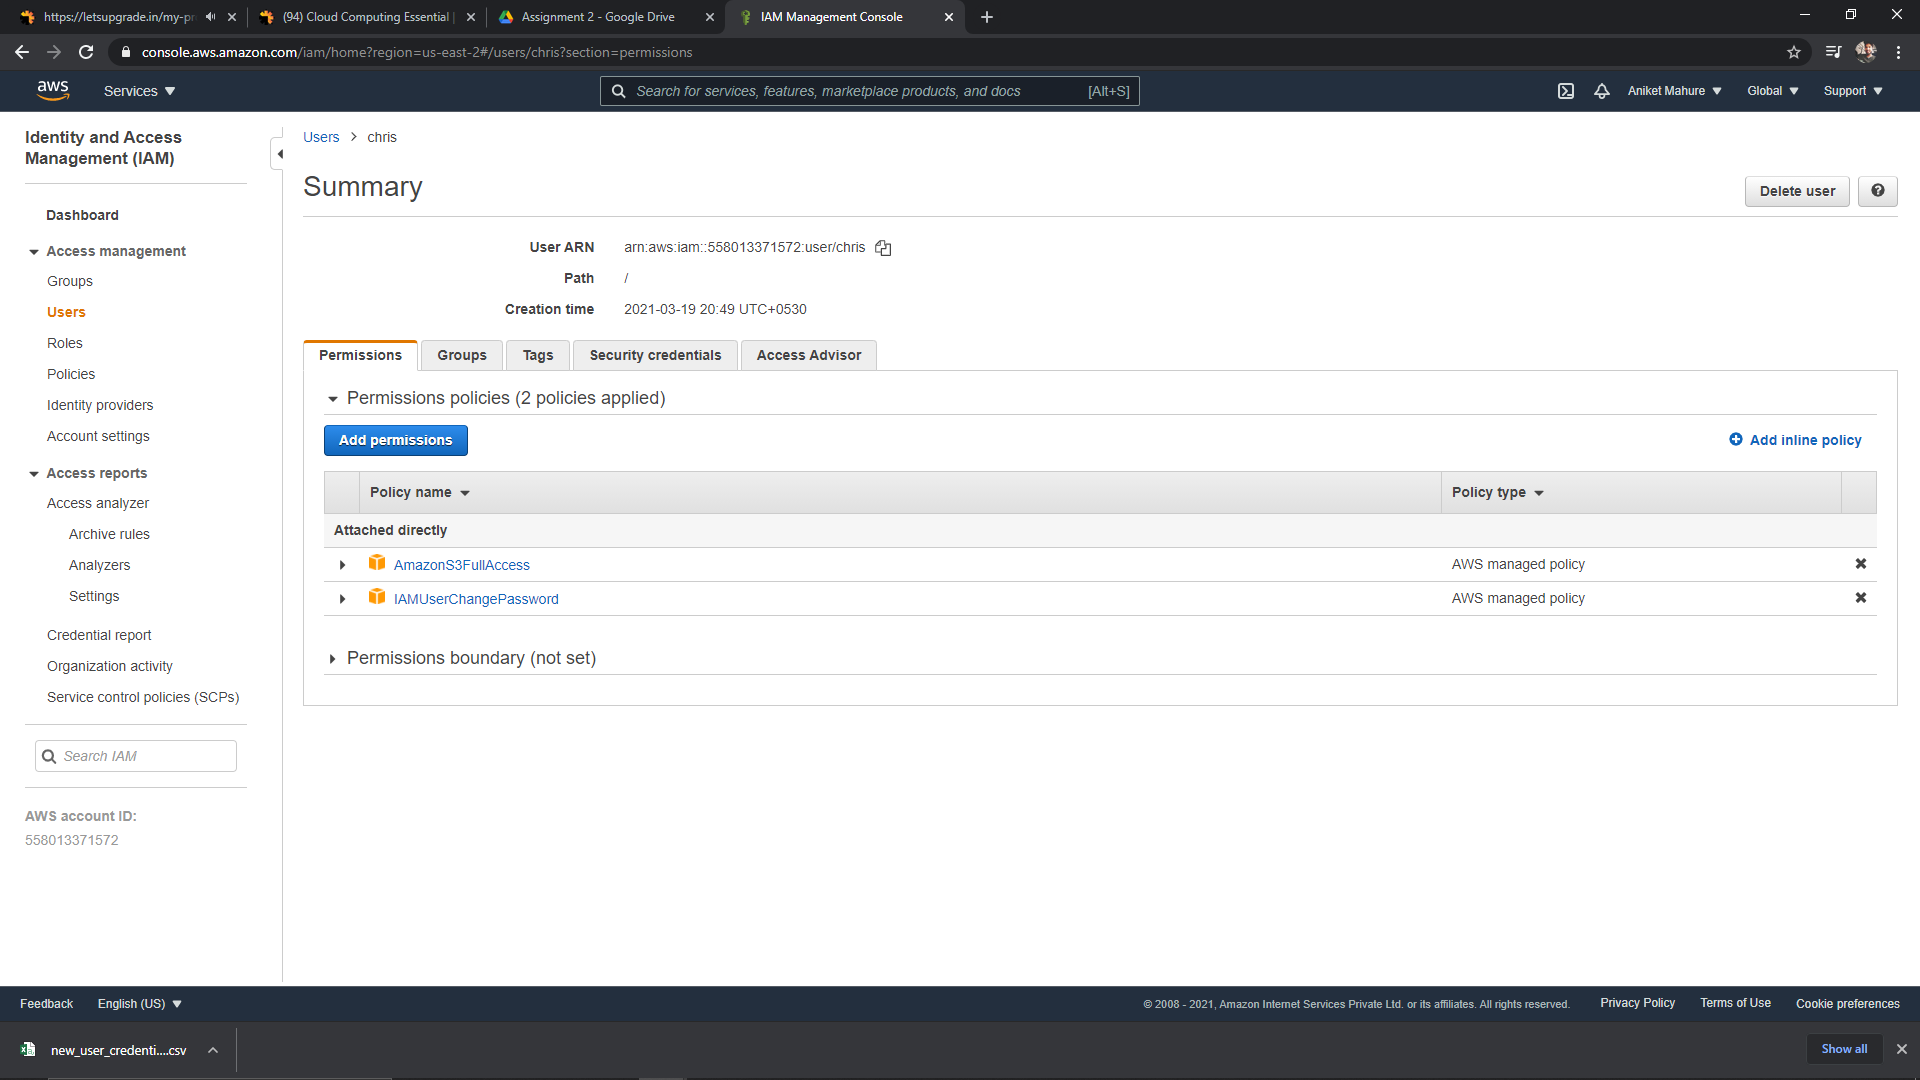 https://letsupgrade.in/my-pr
(94) Cloud Computing Essential |
Assignment 2 - Google Drive
IAM Management Console
console.aws.amazon.com/iam/home?region=us-east-2#/users/chris?section=permissions
aws
Services
Search for services, features, marketplace products, and docs
[Alt+S]
Aniket Mahure
Global
Support
Identity and Access
Management (IAM)
Dashboard
Access management
Groups
Users
Roles
Policies
Identity providers
Account settings
Access reports
Access analyzer
Archive rules
Analyzers
Settings
Credential report
Organization activity
Service control policies (SCPs)
Search IAM
AWS account ID:
558013371572
Users > chris
Summary
Delete user
User ARN arn:aws:iam::558013371572:user/chris
Path /
Creation time 2021-03-19 20:49 UTC+0530
Permissions Groups Tags Security credentials Access Advisor
Permissions policies (2 policies applied)
Add permissions
Add inline policy
Policy name Policy type
Attached directly
AmazonS3FullAccess AWS managed policy
IAMUserChangePassword AWS managed policy
Permissions boundary (not set)
Feedback English (US)
© 2008 - 2021, Amazon Internet Services Private Ltd. or its affiliates. All rights reserved. Privacy Policy Terms of Use Cookie preferences
new_user_credenti....csv
Show all